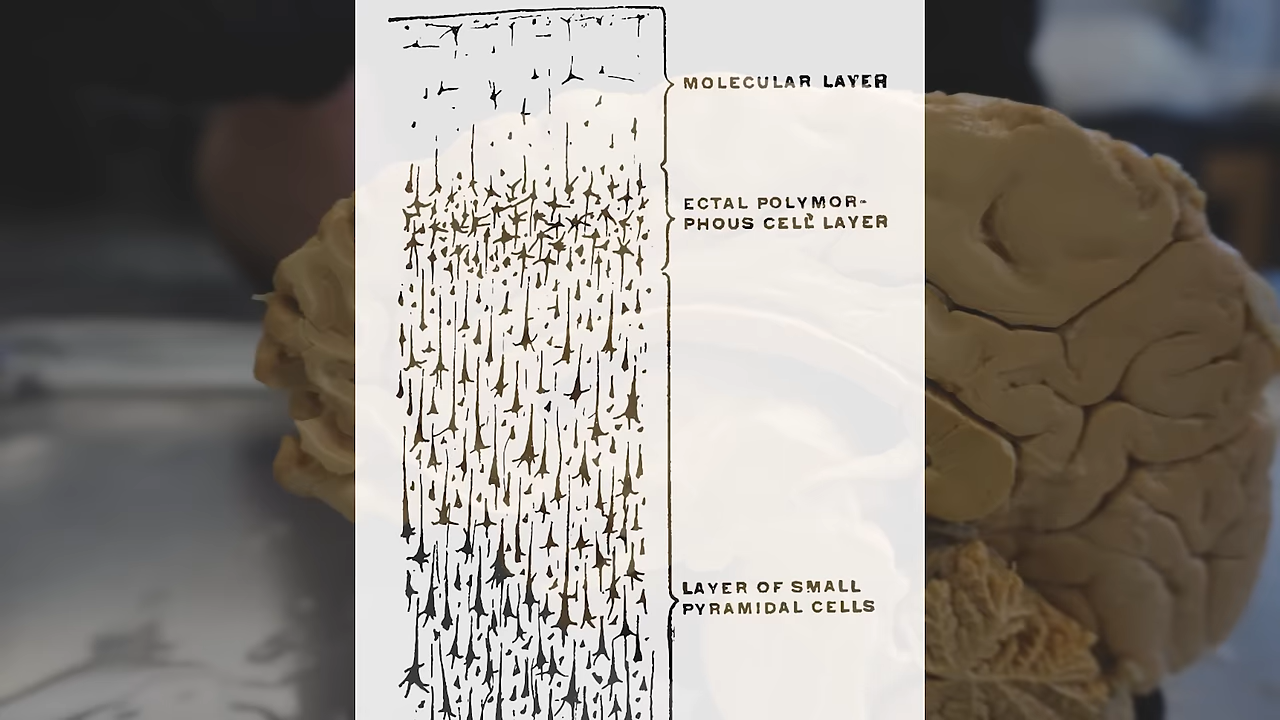 MOLECULAR LAYER
ECTAL POLYMOR-
PHOUS CELL LAYER
LAYER OF SMALL
PYRAMIDAL CELLS